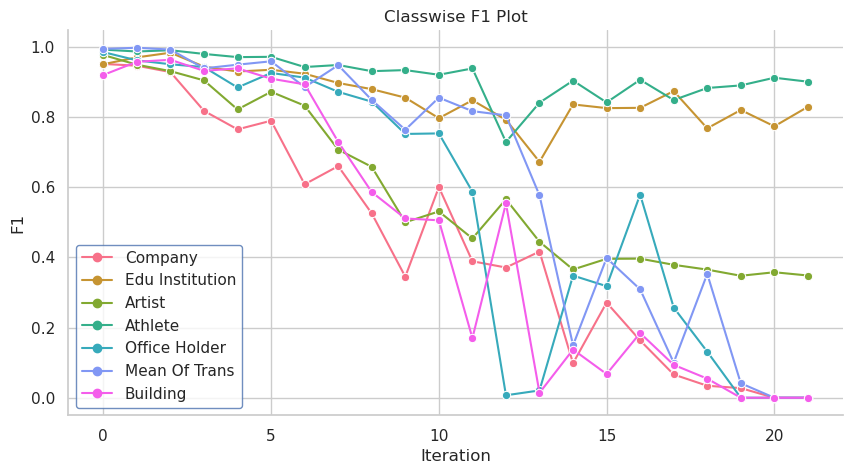 Classwise F1 Plot
1.0
0.8
0.6
0.4
0.2
0.0
F1
Company
Edu Institution
Artist
Athlete
Office Holder
Mean Of Trans
Building
0 5 10 15 20
Iteration